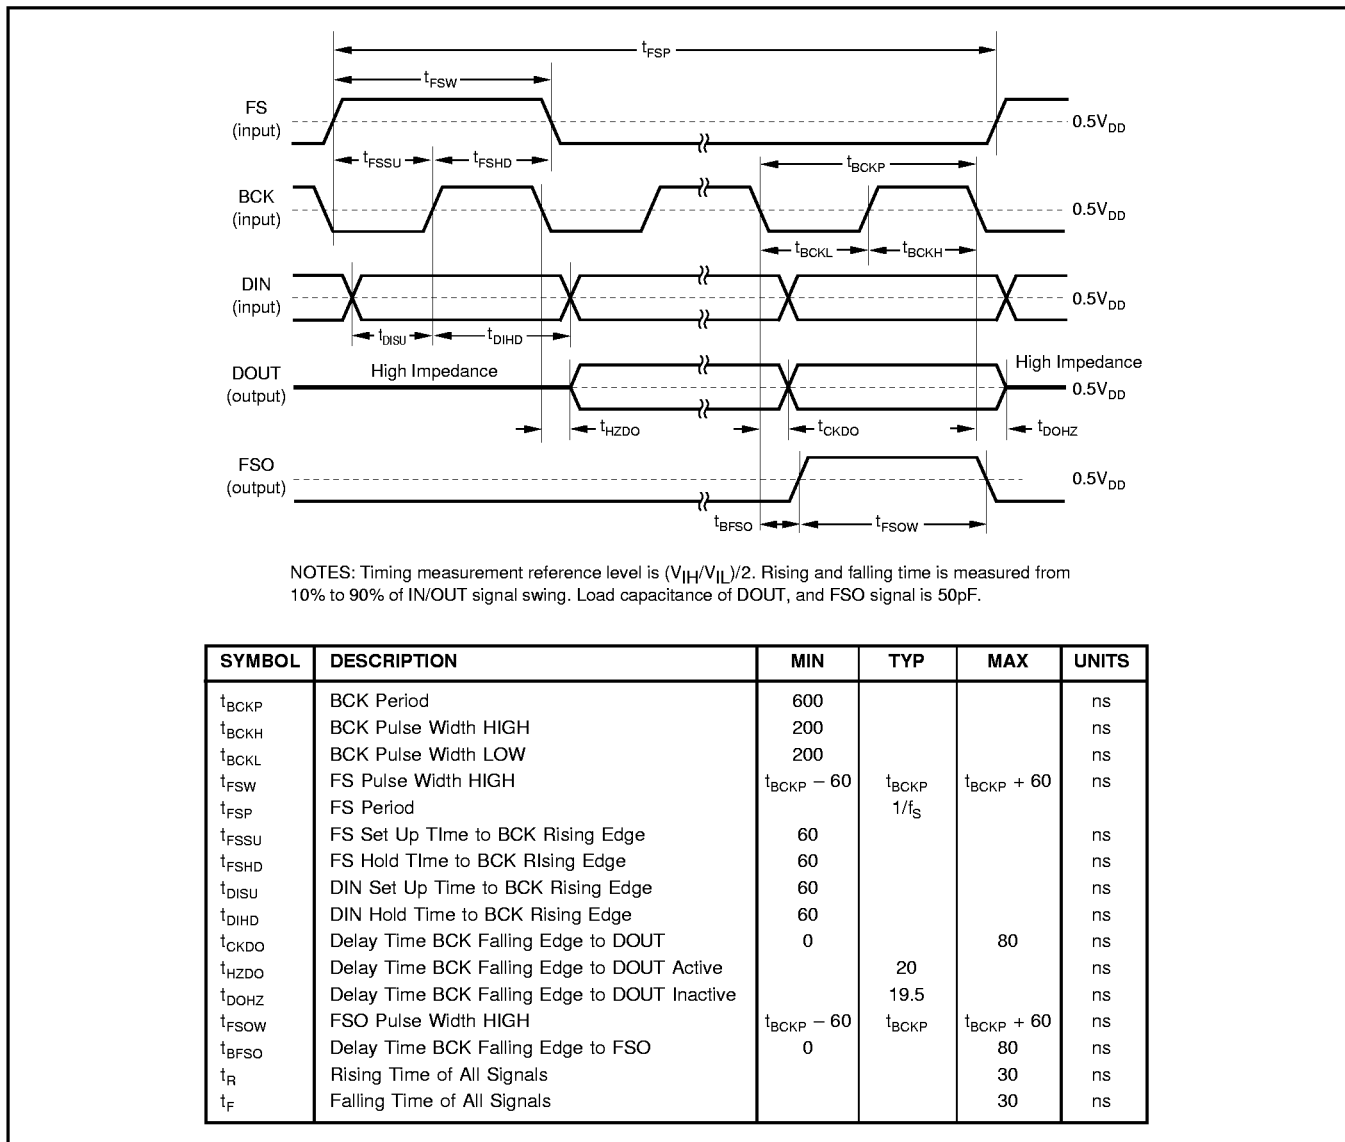 tFSP
tFSW
FS
(input)
0.5VDD
tFSSU
tFSHD
tBCKP
BCK
(input)
0.5VDD
tBCKL
tBCKH
DIN
(input)
0.5VDD
tDISU
tDIHD
DOUT
(output)
High Impedance
High Impedance
0.5VDD
tHZDO
tCKDO
tDOHZ
FSO
(output)
0.5VDD
tBFSO
tFSOW
NOTES: Timing measurement reference level is (VIH/VIL)/2. Rising and falling time is measured from
10% to 90% of IN/OUT signal swing. Load capacitance of DOUT, and FSO signal is 50pF.
SYMBOL DESCRIPTION MIN TYP MAX UNITS
tBCKP BCK Period 600 ns
tBCKH BCK Pulse Width HIGH 200 ns
tBCKL BCK Pulse Width LOW 200 ns
tFSW FS Pulse Width HIGH tBCKP – 60 tBCKP tBCKP + 60 ns
tFSP FS Period 1/fS
tFSSU FS Set Up TIme to BCK Rising Edge 60 ns
tFSHD FS Hold TIme to BCK RIsing Edge 60 ns
tDISU DIN Set Up Time to BCK Rising Edge 60 ns
tDIHD DIN Hold Time to BCK Rising Edge 60 ns
tCKDO Delay Time BCK Falling Edge to DOUT 0 80 ns
tHZDO Delay Time BCK Falling Edge to DOUT Active 20 ns
tDOHZ Delay Time BCK Falling Edge to DOUT Inactive 19.5 ns
tFSOW FSO Pulse Width HIGH tBCKP – 60 tBCKP tBCKP + 60 ns
tBFSO Delay Time BCK Falling Edge to FSO 0 80 ns
tR Rising Time of All Signals 30 ns
tF Falling Time of All Signals 30 ns